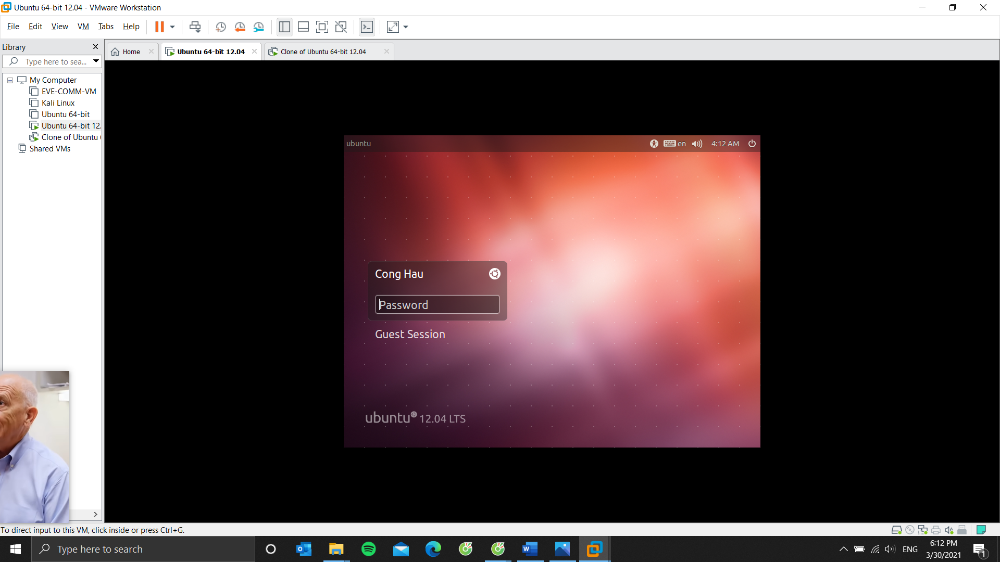 Ubuntu 64-bit 12.04 - VMware Workstation
File Edit View VM Tabs Help
Library
Home
Ubuntu 64-bit 12.04
Clone of Ubuntu 64-bit 12.04
Type here to sea...
My Computer
EVE-COMM-VM
Kali Linux
Ubuntu 64-bit
Ubuntu 64-bit 12.
Clone of Ubuntu
Shared VMs
ubuntu
en
4:12 AM
Cong Hau
Password
Guest Session
ubuntu 12.04 LTS
To direct input to this VM, click inside or press Ctrl+G.
Type here to search
ENG
6:12 PM
3/30/2021
1